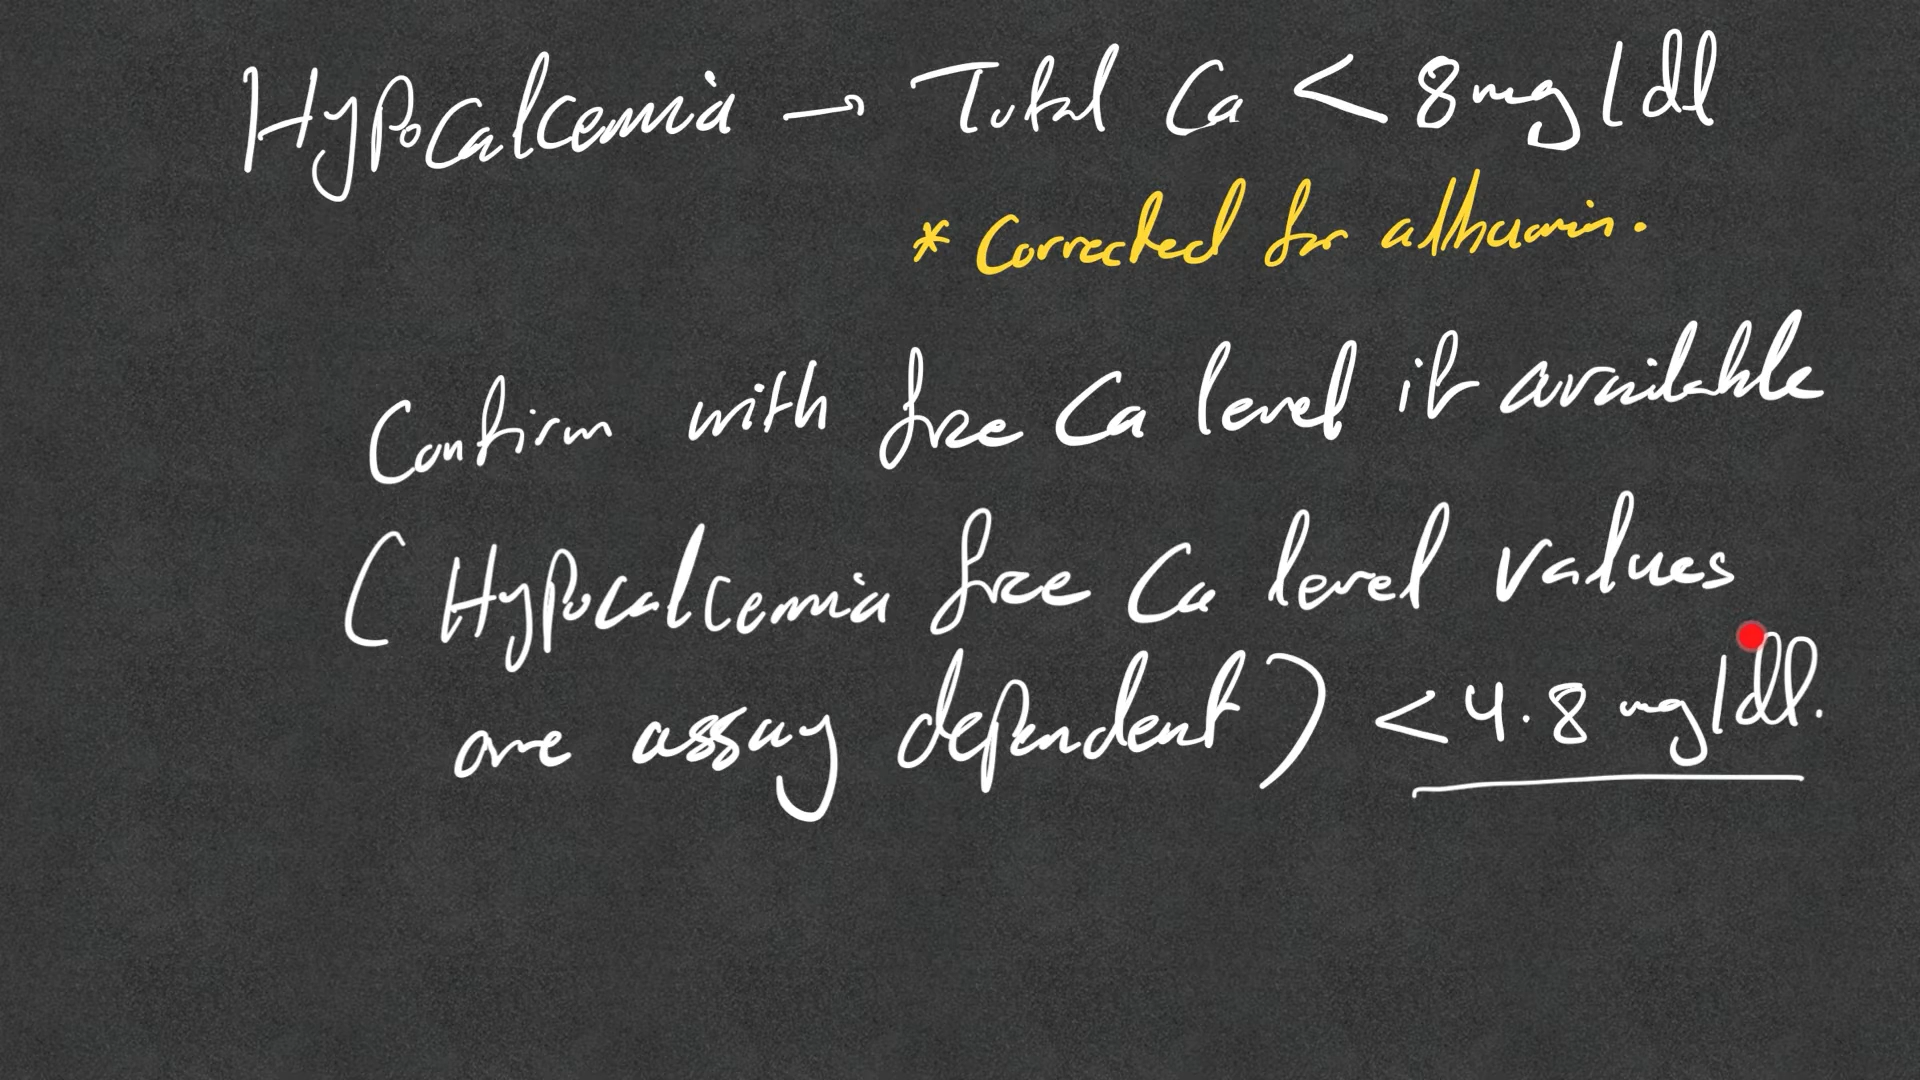 Hypocalcemia → Total Ca < 8mg/dl
* Corrected for albumin.
Confirm with free Ca level if available
(Hypocalcemia free Ca level values
are assay dependent) < 4.8 mg/dl.